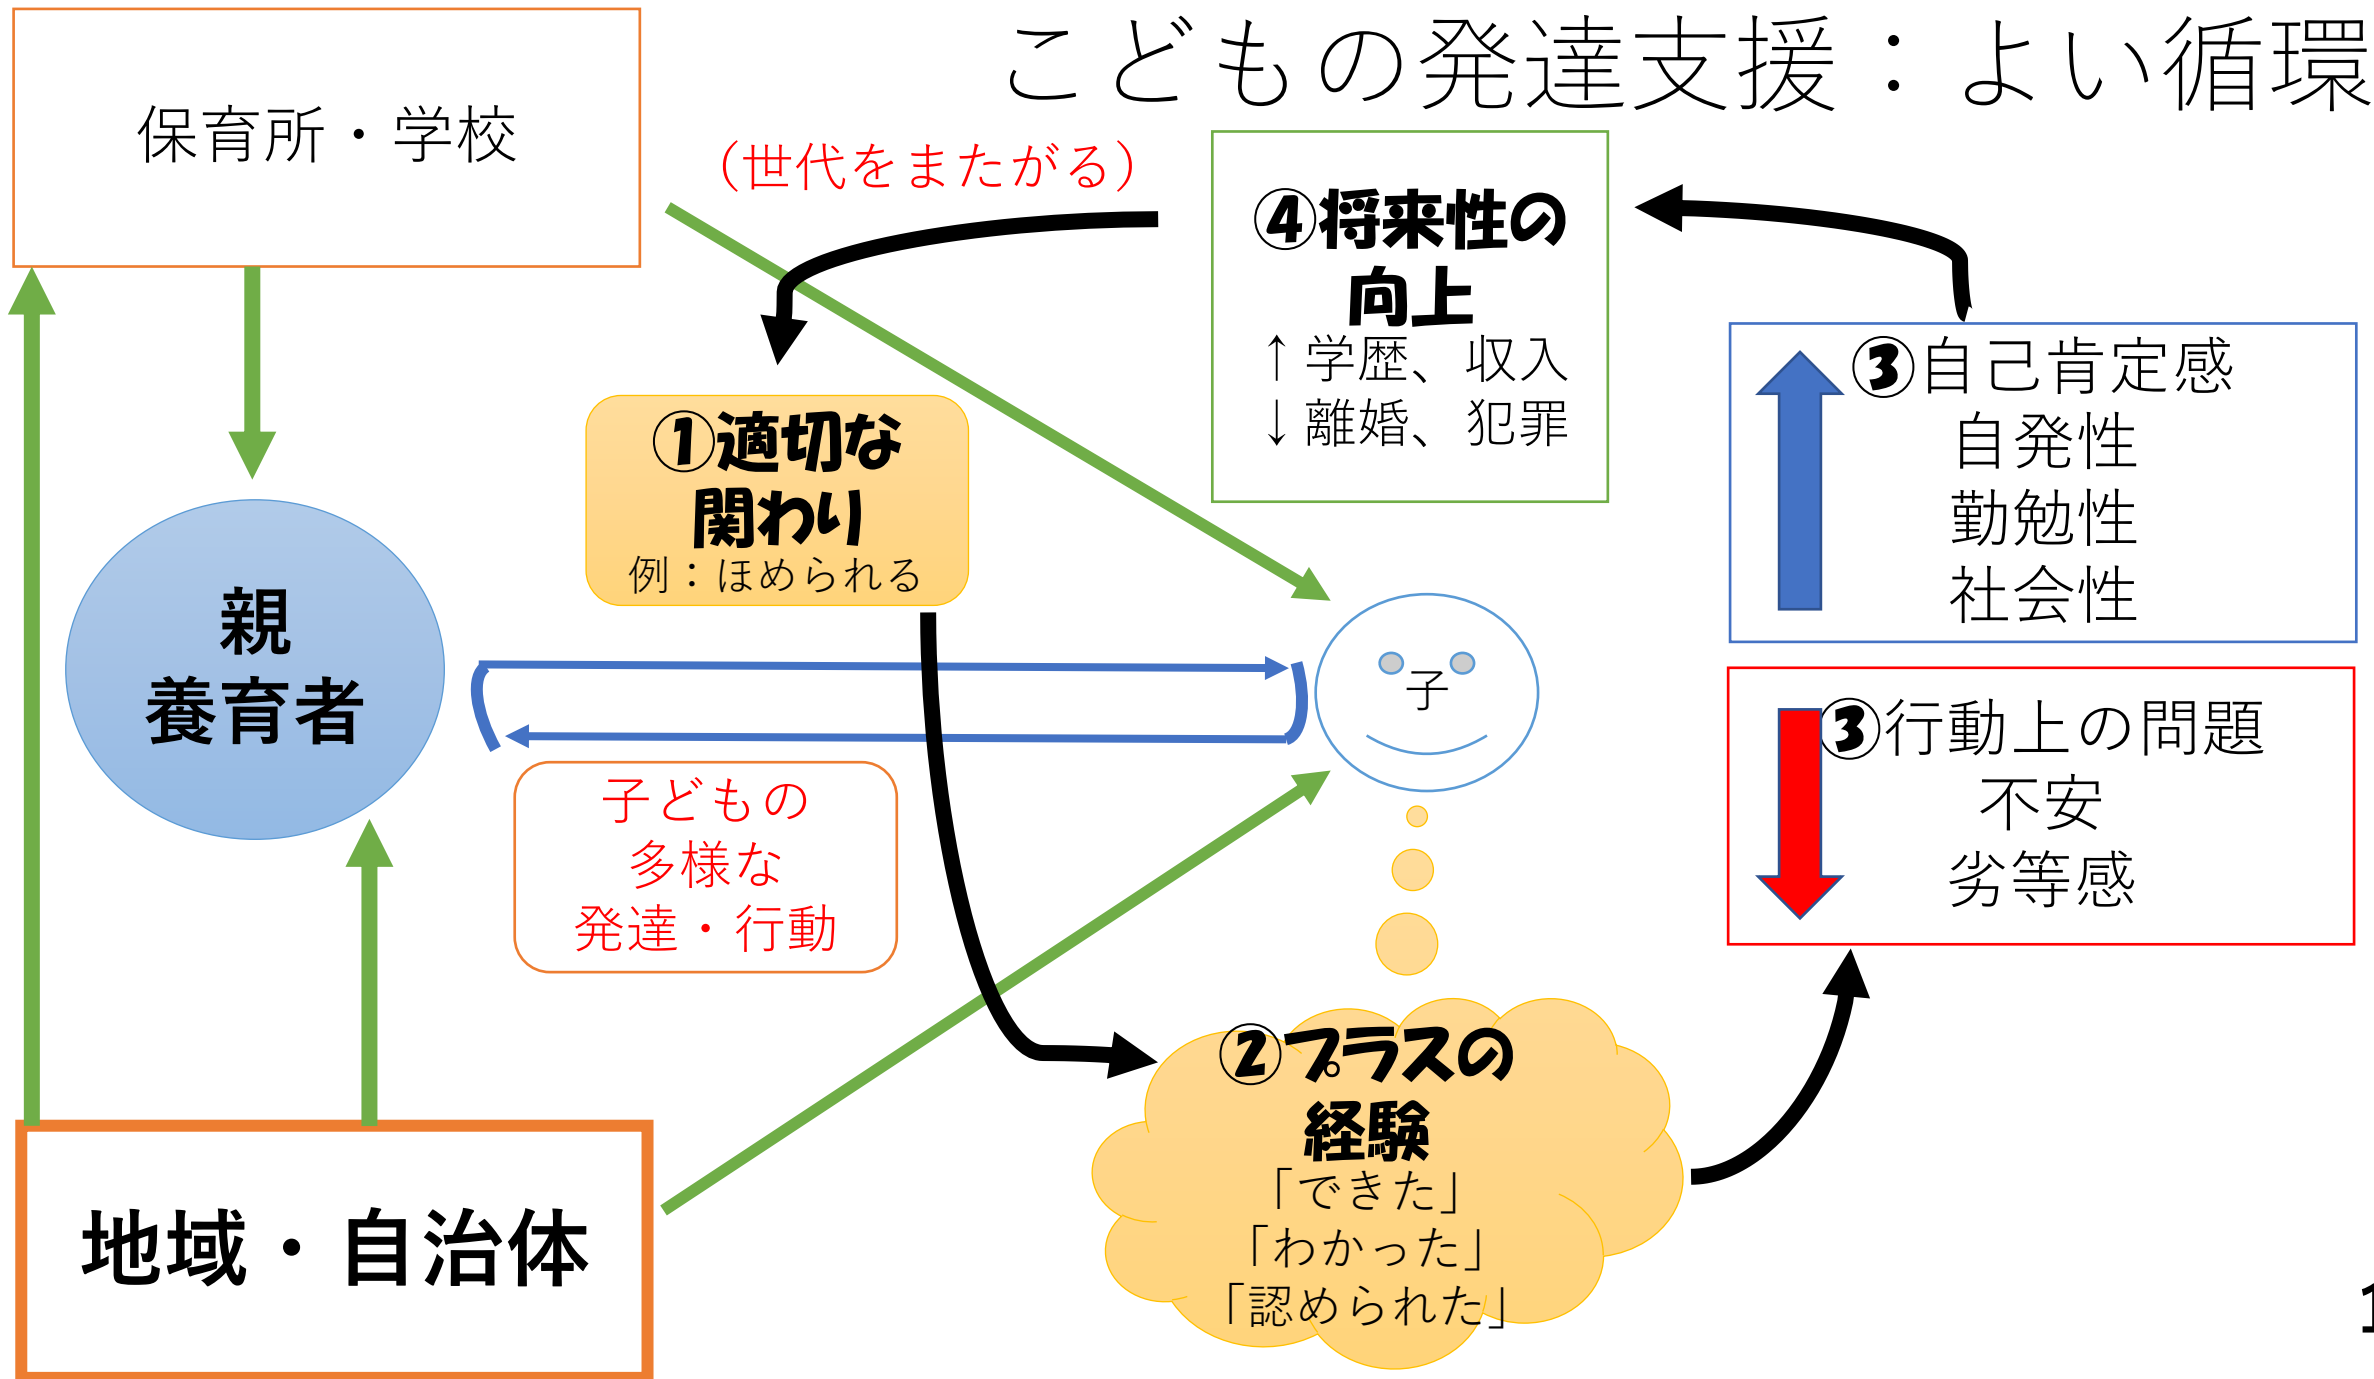 こどもの発達支援：よい循環
保育所・学校
（世代をまたがる）
④将来性の
向上
↑学歴、収入
↓離婚、犯罪
③自己肯定感
自発性
勤勉性
社会性
①適切な
関わり
例：ほめられる
親
養育者
子
③行動上の問題
不安
劣等感
子どもの
多様な
発達・行動
②プラスの
経験
「できた」
「わかった」
「認められた」
地域・自治体